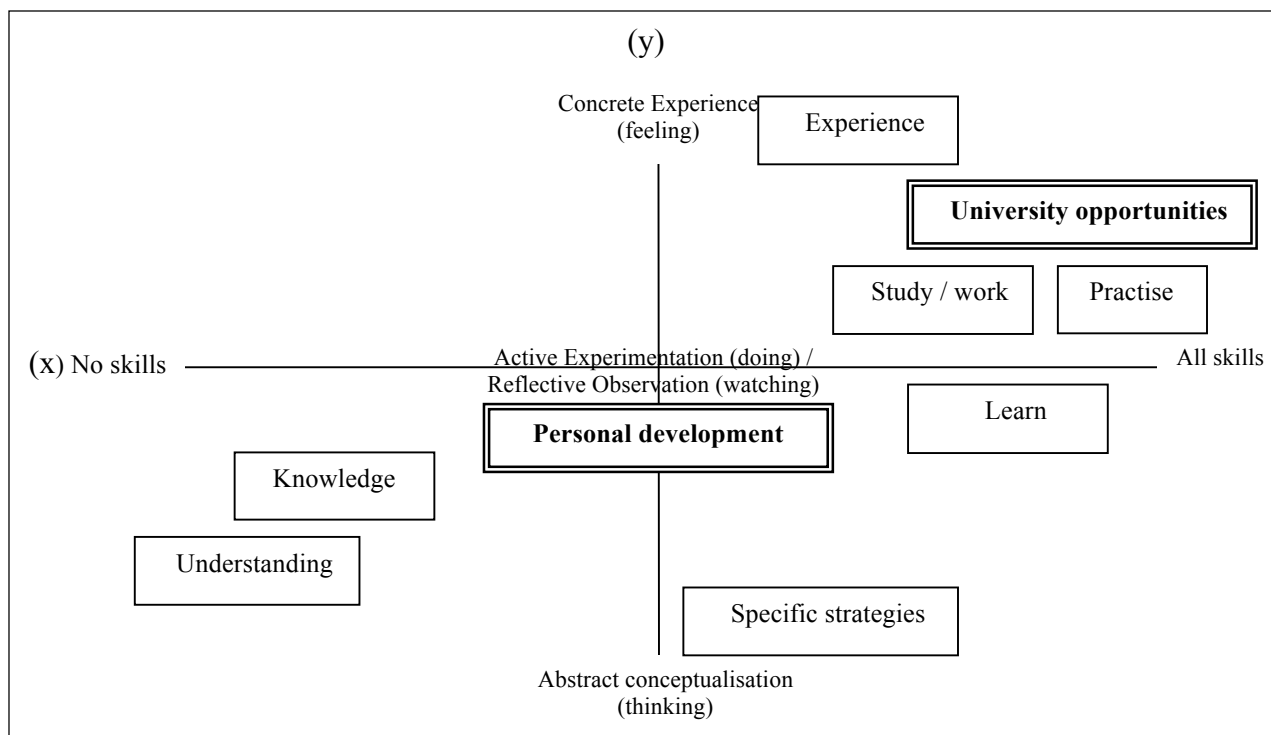 (y)
Concrete Experience
(feeling)
Experience
University opportunities
Study / work
Practise
(x) No skills
Active Experimentation (doing) /
Reflective Observation (watching)
All skills
Learn
Personal development
Knowledge
Understanding
Specific strategies
Abstract conceptualisation
(thinking)